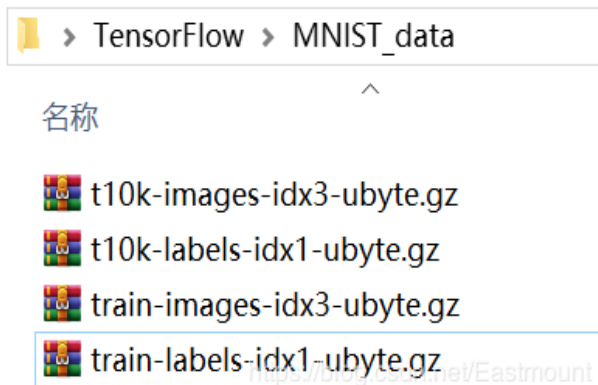 > TensorFlow > MNIST_data
名称
t10k-images-idx3-ubyte.gz
t10k-labels-idx1-ubyte.gz
train-images-idx3-ubyte.gz
train-labels-idx1-ubyte.gz
https://blog.csdn.net/Eastmount